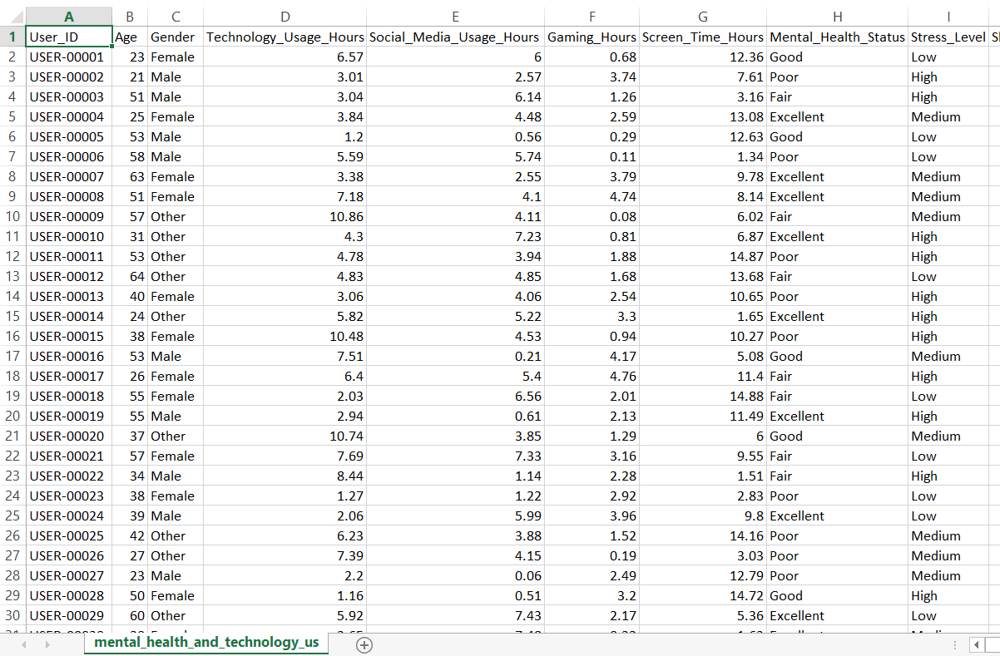 A B C D E F G H I
1 User_ID Age Gender Technology_Usage_Hours Social_Media_Usage_Hours Gaming_Hours Screen_Time_Hours Mental_Health_Status Stress_Level
2 USER-00001 23 Female 6.57 6 0.68 12.36 Good Low
3 USER-00002 21 Male 3.01 2.57 3.74 7.61 Poor High
4 USER-00003 51 Male 3.04 6.14 1.26 3.16 Fair High
5 USER-00004 25 Female 3.84 4.48 2.59 13.08 Excellent Medium
6 USER-00005 53 Male 1.2 0.56 0.29 12.63 Good Low
7 USER-00006 58 Male 5.59 5.74 0.11 1.34 Poor Low
8 USER-00007 63 Female 3.38 2.55 3.79 9.78 Excellent Medium
9 USER-00008 51 Female 7.18 4.1 4.74 8.14 Excellent Medium
10 USER-00009 57 Other 10.86 4.11 0.08 6.02 Fair Medium
11 USER-00010 31 Other 4.3 7.23 0.81 6.87 Excellent High
12 USER-00011 53 Other 4.78 3.94 1.88 14.87 Poor High
13 USER-00012 64 Other 4.83 4.85 1.68 13.68 Fair Low
14 USER-00013 40 Female 3.06 4.06 2.54 10.65 Poor High
15 USER-00014 24 Other 5.82 5.22 3.3 1.65 Excellent High
16 USER-00015 38 Female 10.48 4.53 0.94 10.27 Poor High
17 USER-00016 53 Male 7.51 0.21 4.17 5.08 Good Medium
18 USER-00017 26 Female 6.4 5.4 4.76 11.4 Fair High
19 USER-00018 55 Female 2.03 6.56 2.01 14.88 Fair Low
20 USER-00019 55 Male 2.94 0.61 2.13 11.49 Excellent High
21 USER-00020 37 Other 10.74 3.85 1.29 6 Good Medium
22 USER-00021 57 Female 7.69 7.33 3.16 9.55 Fair Low
23 USER-00022 34 Male 8.44 1.14 2.28 1.51 Fair High
24 USER-00023 38 Female 1.27 1.22 2.92 2.83 Poor Low
25 USER-00024 39 Male 2.06 5.99 3.96 9.8 Excellent Low
26 USER-00025 42 Other 6.23 3.88 1.52 14.16 Poor Medium
27 USER-00026 27 Other 7.39 4.15 0.19 3.03 Poor Medium
28 USER-00027 23 Male 2.2 0.06 2.49 12.79 Poor Medium
29 USER-00028 50 Female 1.16 0.51 3.2 14.72 Good High
30 USER-00029 60 Other 5.92 7.43 2.17 5.36 Excellent Low
mental_health_and_technology_us